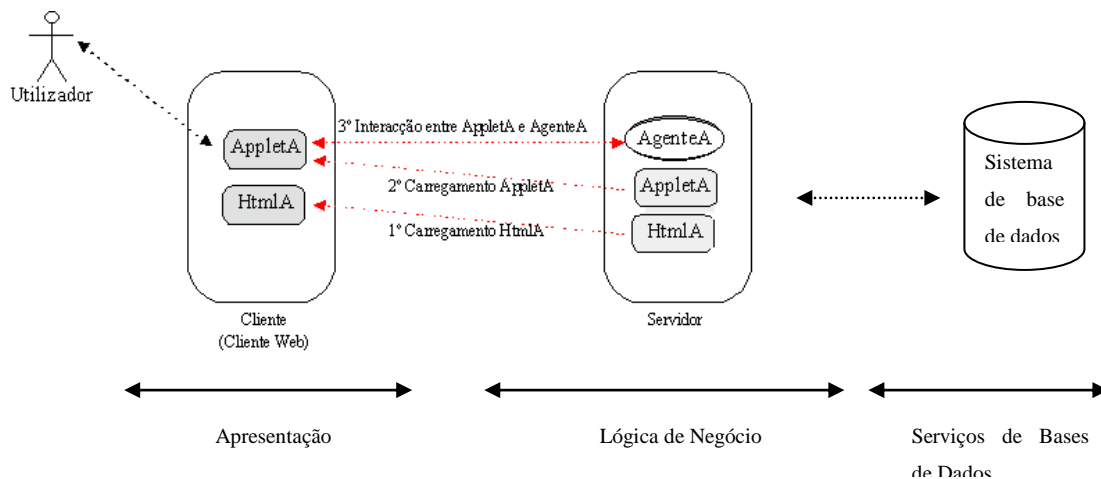 Utilizador
AppletA
HtmlA
Cliente
(Cliente Web)
3º Interacção entre AppletA e AgenteA
2º Carregamento AppletA
1º Carregamento HtmlA
AgenteA
AppletA
HtmlA
Servidor
Sistema
de base
de dados
Apresentação
Lógica de Negócio
Serviços de Bases
de Dados